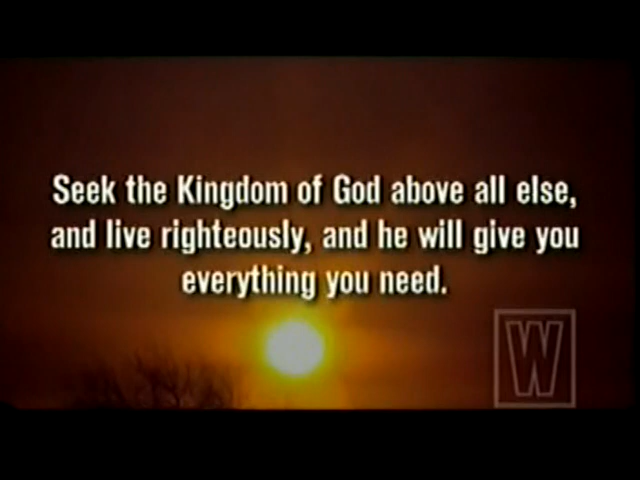 Seek the Kingdom of God above all else,
and live righteously, and he will give you
everything you need.
W